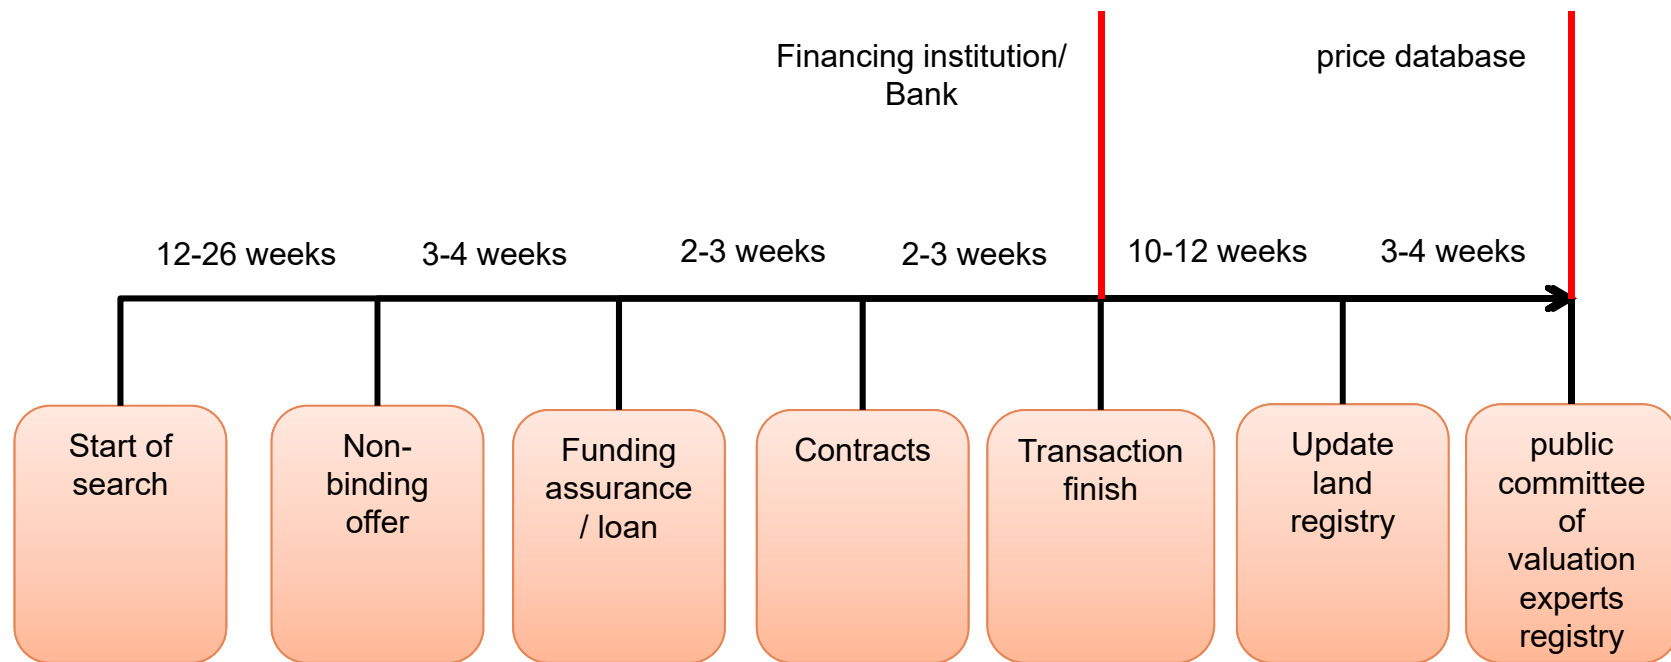 Financing institution/
Bank
price database
12-26 weeks
3-4 weeks
2-3 weeks
2-3 weeks
10-12 weeks
3-4 weeks
Start of
search
Non-
binding
offer
Funding
assurance
/ loan
Contracts
Transaction
finish
Update
land
registry
public
committee
of
valuation
experts
registry